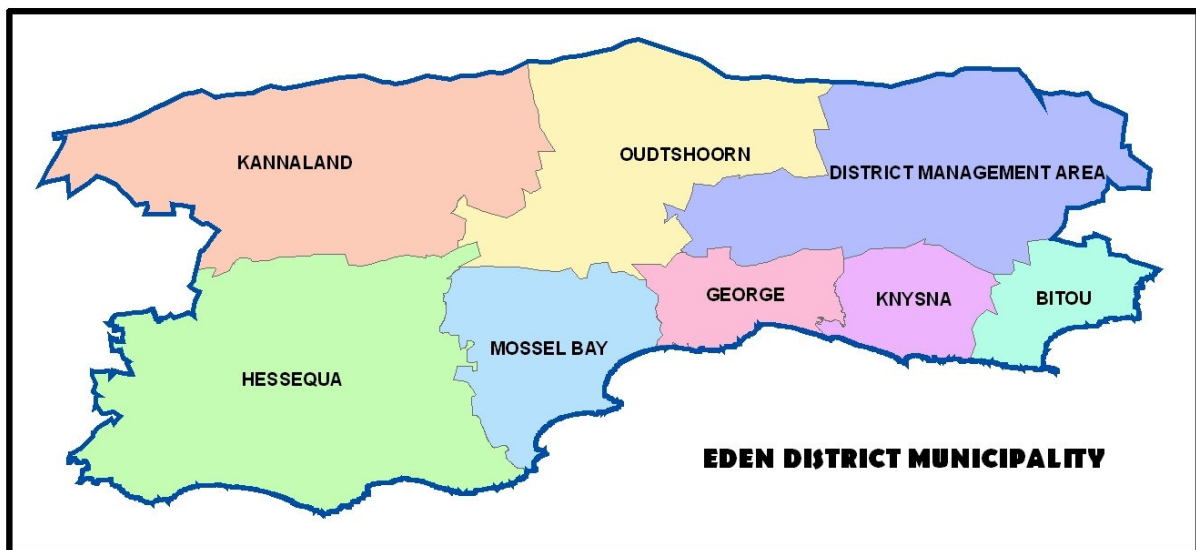 KANNALAND
OUDTSHOORN
DISTRICT MANAGEMENT AREA
GEORGE
KNYSNA
BITOU
MOSSEL BAY
HESSEQUA
EDEN DISTRICT MUNICIPALITY